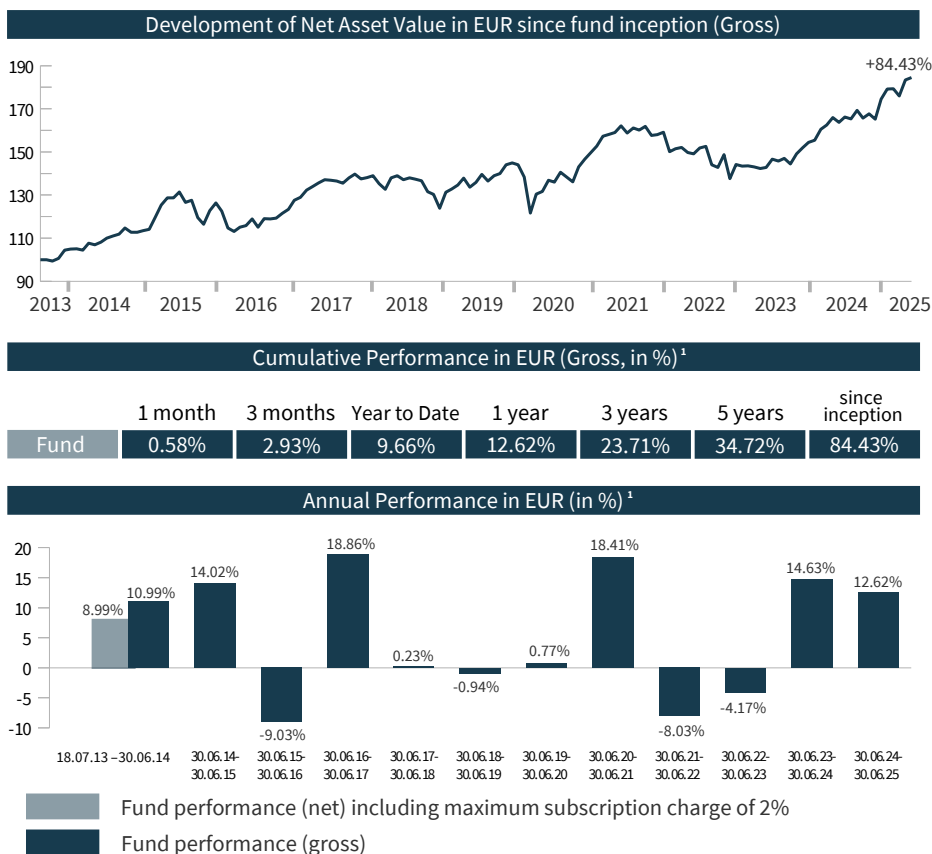 Development of Net Asset Value in EUR since fund inception (Gross)
+84.43%
190
170
150
130
110
90
2013 2014 2015 2016 2017 2018 2019 2020 2021 2022 2023 2024 2025
Cumulative Performance in EUR (Gross, in %) ¹
1 month 3 months Year to Date 1 year 3 years 5 years since inception
Fund 0.58% 2.93% 9.66% 12.62% 23.71% 34.72% 84.43%
Annual Performance in EUR (in %) ¹
20
15
10
5
0
-5
-10
8.99% 10.99% 14.02% -9.03% 18.86% 0.23% -0.94% 0.77% 18.41% -8.03% -4.17% 14.63% 12.62%
18.07.13 – 30.06.14 30.06.14- 30.06.15- 30.06.16- 30.06.17- 30.06.18- 30.06.19- 30.06.20- 30.06.21- 30.06.22- 30.06.23- 30.06.24-
30.06.15 30.06.16 30.06.17 30.06.18 30.06.19 30.06.20 30.06.21 30.06.22 30.06.23 30.06.24 30.06.25
Fund performance (net) including maximum subscription charge of 2%
Fund performance (gross)